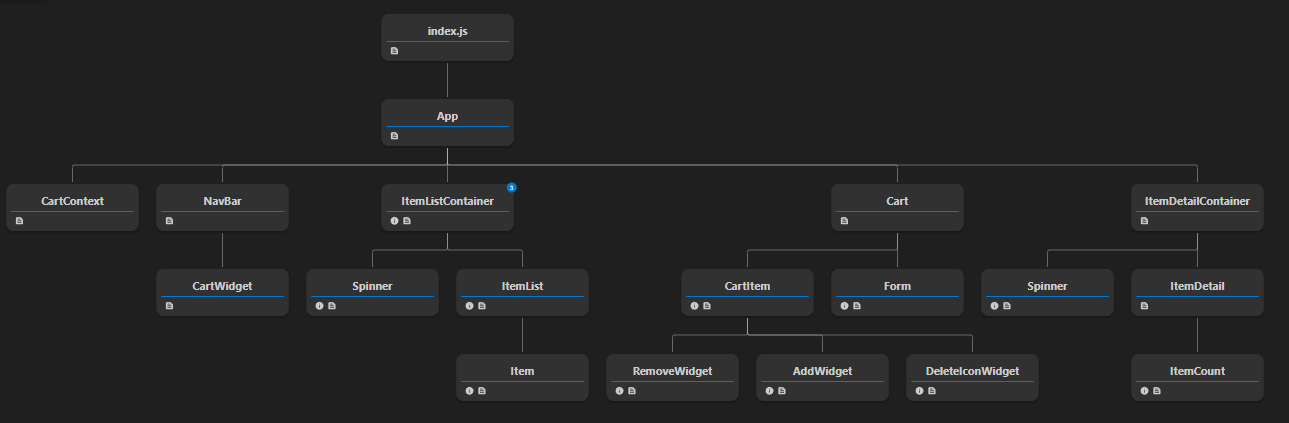 index.js
App
CartContext
NavBar
ItemListContainer
3
Cart
ItemDetailContainer
CartWidget
Spinner
ItemList
CartItem
Form
Spinner
ItemDetail
Item
RemoveWidget
AddWidget
DeleteIconWidget
ItemCount